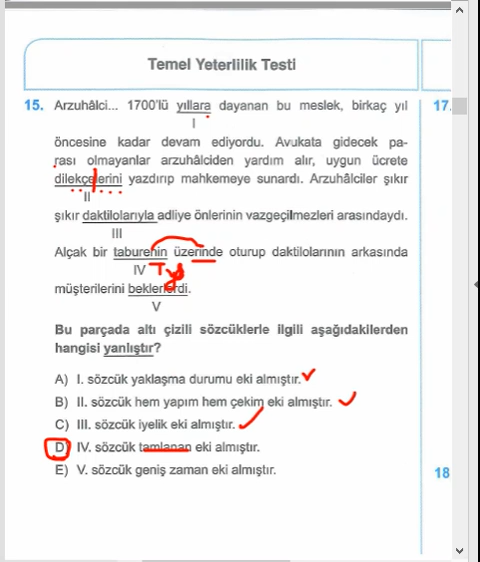 Temel Yeterlilik Testi
15. Arzuhâlci... 1700'lü yıllara dayanan bu meslek, birkaç yıl
I
öncesine kadar devam ediyordu. Avukata gidecek pa-
rası olmayanlar arzuhâlciden yardım alır, uygun ücrete
dilekçelerini yazdırıp mahkemeye sunardı. Arzuhâlciler şıkır
II
şıkır daktilolarıyla adliye önlerinin vazgeçilmezleri arasındaydı.
III
Alçak bir taburenin üzerinde oturup daktilolarının arkasında
IV Ty
müşterilerini beklerlerdi.
V
Bu parçada altı çizili sözcüklerle ilgili aşağıdakilerden
hangisi yanlıştır?
A) I. sözcük yaklaşma durumu eki almıştır.
B) II. sözcük hem yapım hem çekim eki almıştır.
C) III. sözcük iyelik eki almıştır.
D) IV. sözcük tamlanan eki almıştır.
E) V. sözcük geniş zaman eki almıştır.
17.
18